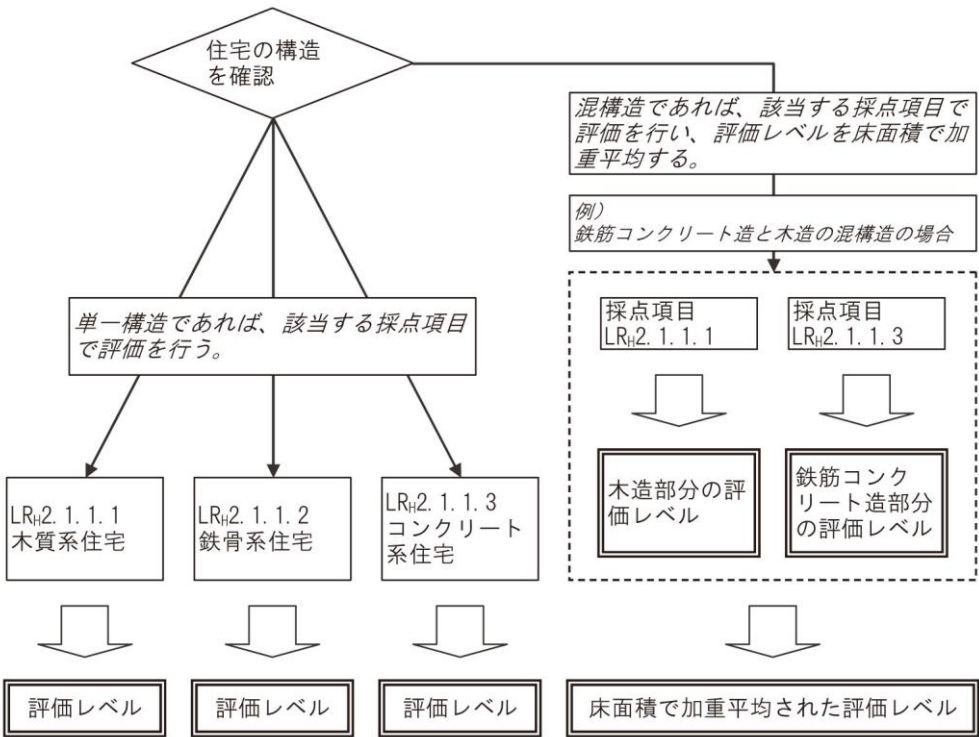 住宅の構造
を確認
混構造であれば、該当する採点項目で
評価を行い、評価レベルを床面積で加
重平均する。
例）
鉄筋コンクリート造と木造の混構造の場合
単一構造であれば、該当する採点項目
で評価を行う。
採点項目
LRH2.1.1.1
採点項目
LRH2.1.1.3
木造部分の評
価レベル
鉄筋コンク
リート造部分
の評価レベル
LRH2.1.1.1
木質系住宅
LRH2.1.1.2
鉄骨系住宅
LRH2.1.1.3
コンクリート
系住宅
評価レベル
評価レベル
評価レベル
床面積で加重平均された評価レベル